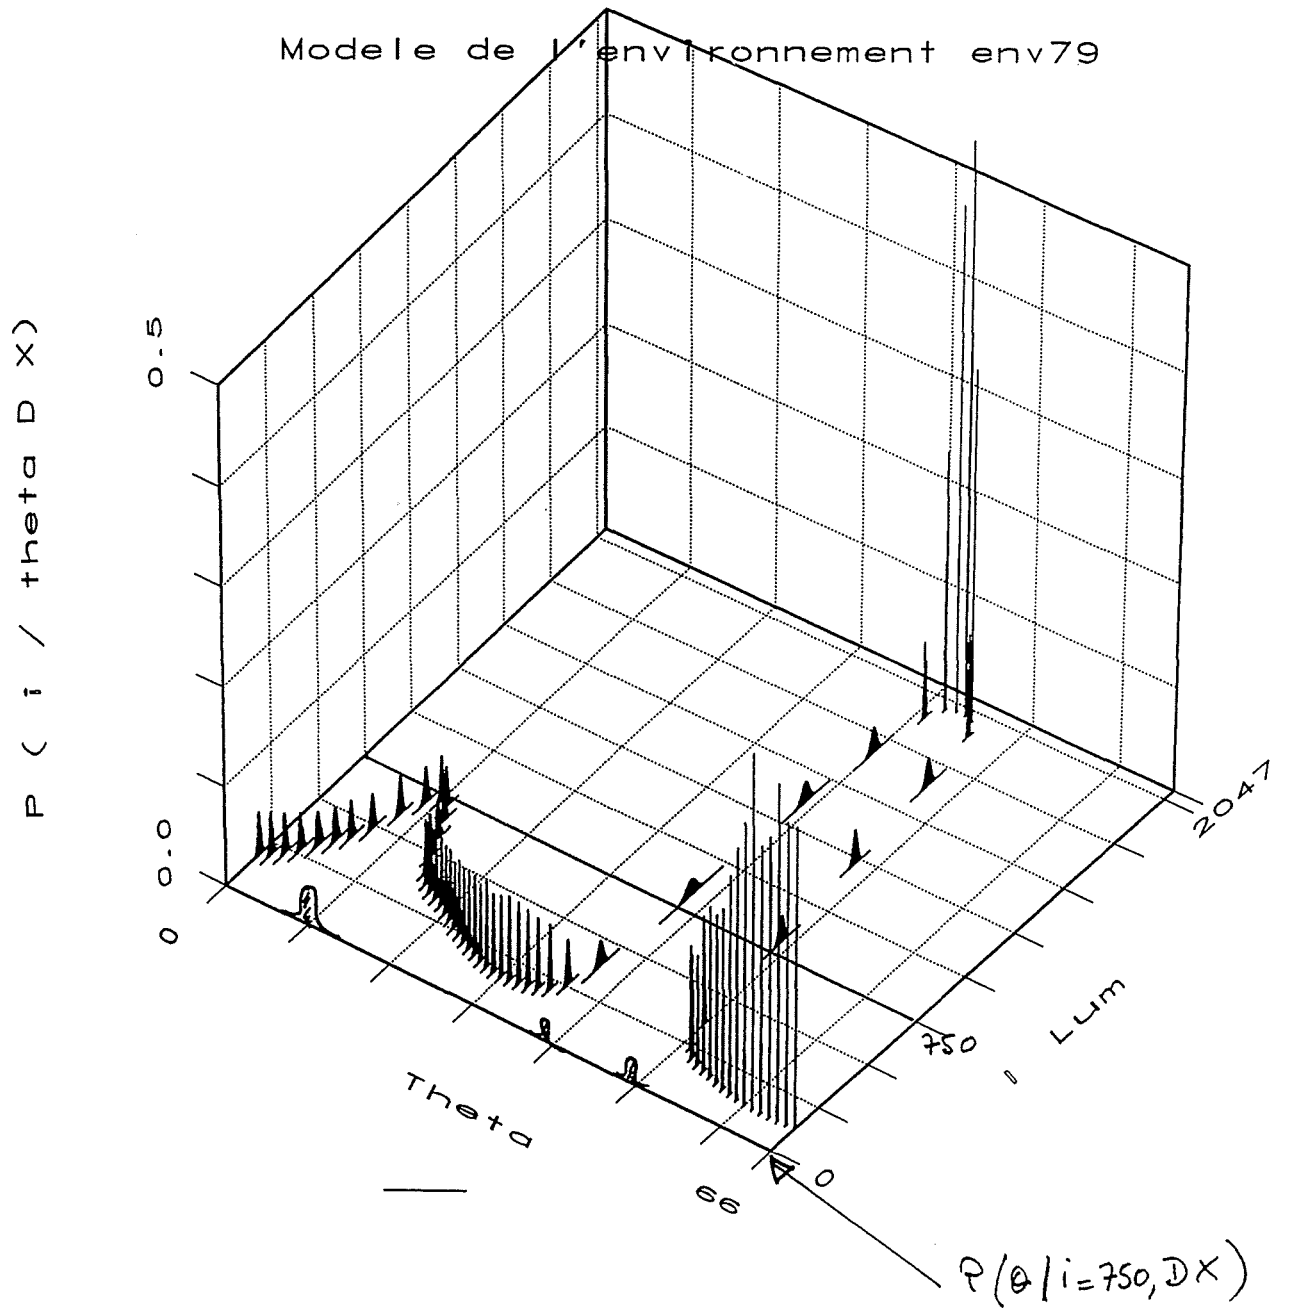 Modele de l'environnement env79
0.5
P ( i / theta D X)
0.0
0
2047
750
i Lum
Theta
66
0
P(θ|i=750,DX)